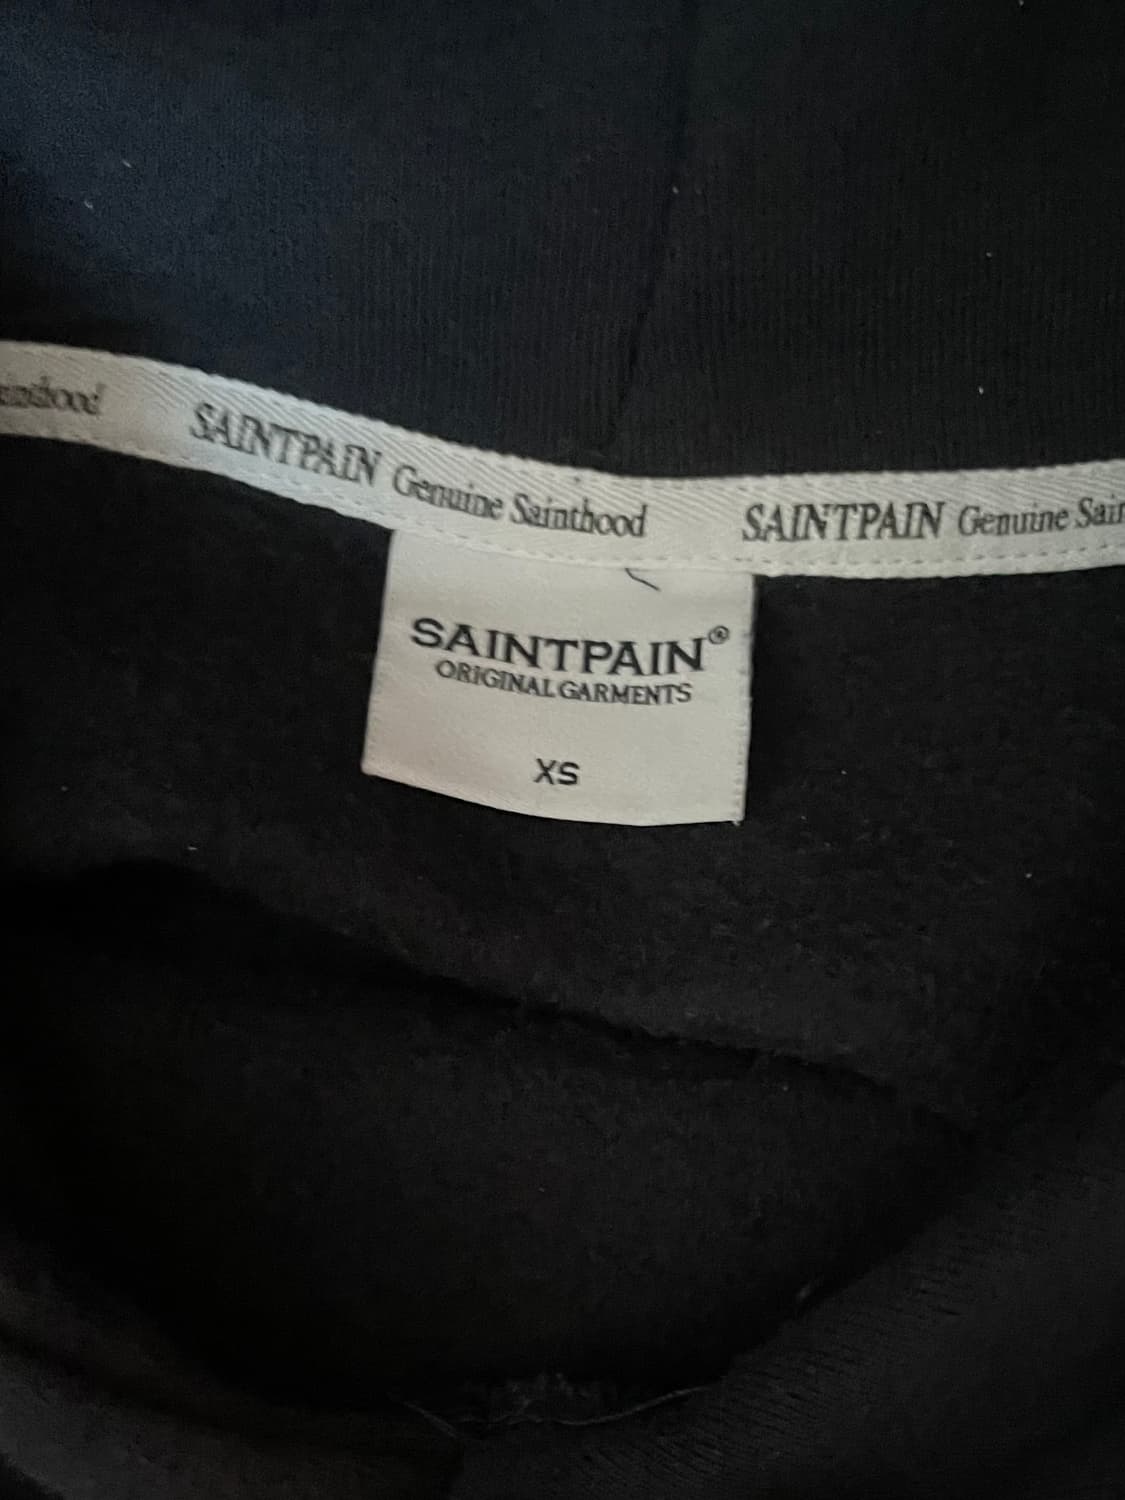 SAINTPAIN Genuine Sainthood
SAINTPAIN Genuine
SAINTPAIN®
ORIGINAL GARMENTS
XS